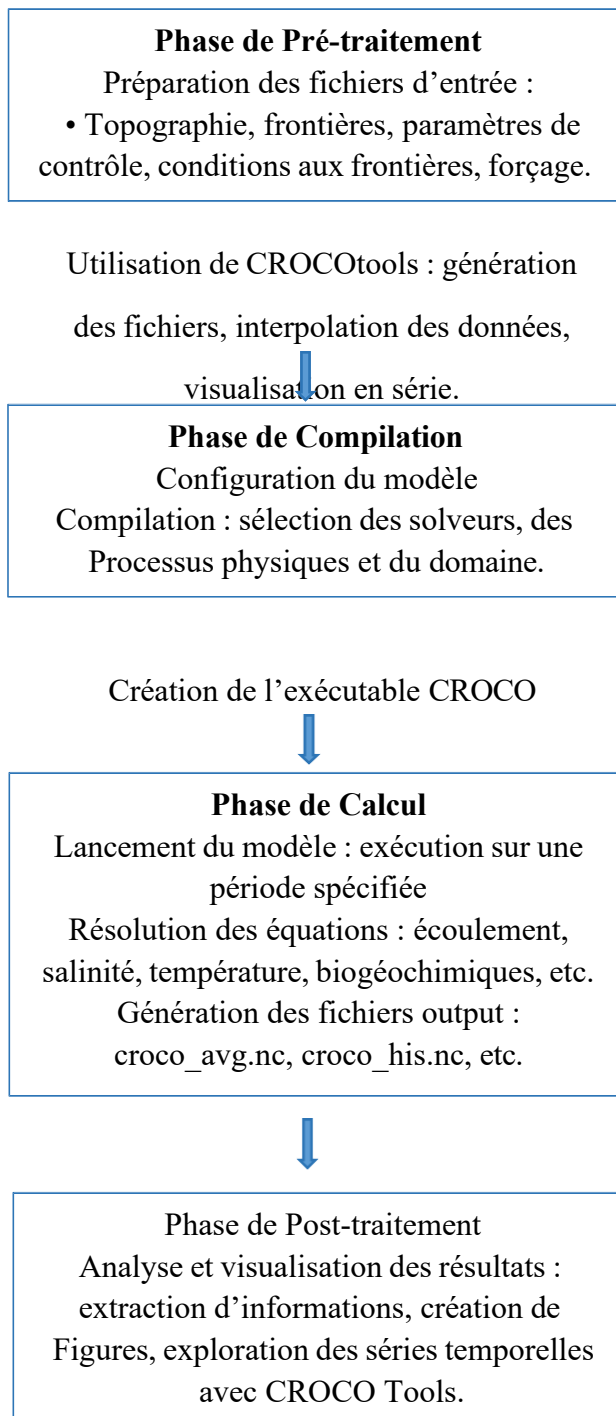 Phase de Pré-traitement
Préparation des fichiers d’entrée :
• Topographie, frontières, paramètres de
contrôle, conditions aux frontières, forçage.
Utilisation de CROCOtools : génération
des fichiers, interpolation des données,
visualisation en série.
Phase de Compilation
Configuration du modèle
Compilation : sélection des solveurs, des
Processus physiques et du domaine.
Création de l’exécutable CROCO
Phase de Calcul
Lancement du modèle : exécution sur une
période spécifiée
Résolution des équations : écoulement,
salinité, température, biogéochimiques, etc.
Génération des fichiers output :
croco_avg.nc, croco_his.nc, etc.
Phase de Post-traitement
Analyse et visualisation des résultats :
extraction d’informations, création de
Figures, exploration des séries temporelles
avec CROCO Tools.